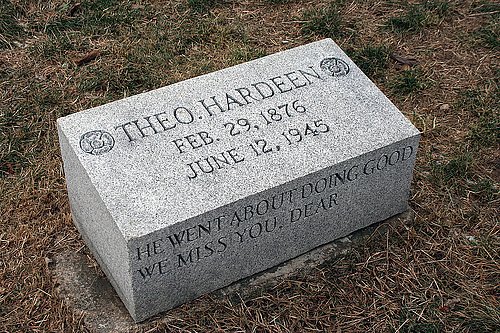 THEO. HARDEEN
FEB. 29, 1876
JUNE 12, 1945
HE WENT ABOUT DOING GOOD
WE MISS YOU, DEAR